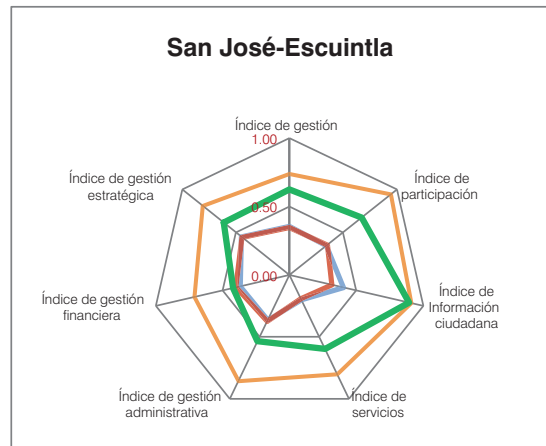 San José-Escuintla
Índice de gestión
1.00
Índice de gestión
estratégica
Índice de
participación
0.50
0.00
Índice de gestión
financiera
Índice de
Información
ciudadana
Índice de gestión
administrativa
Índice de
servicios